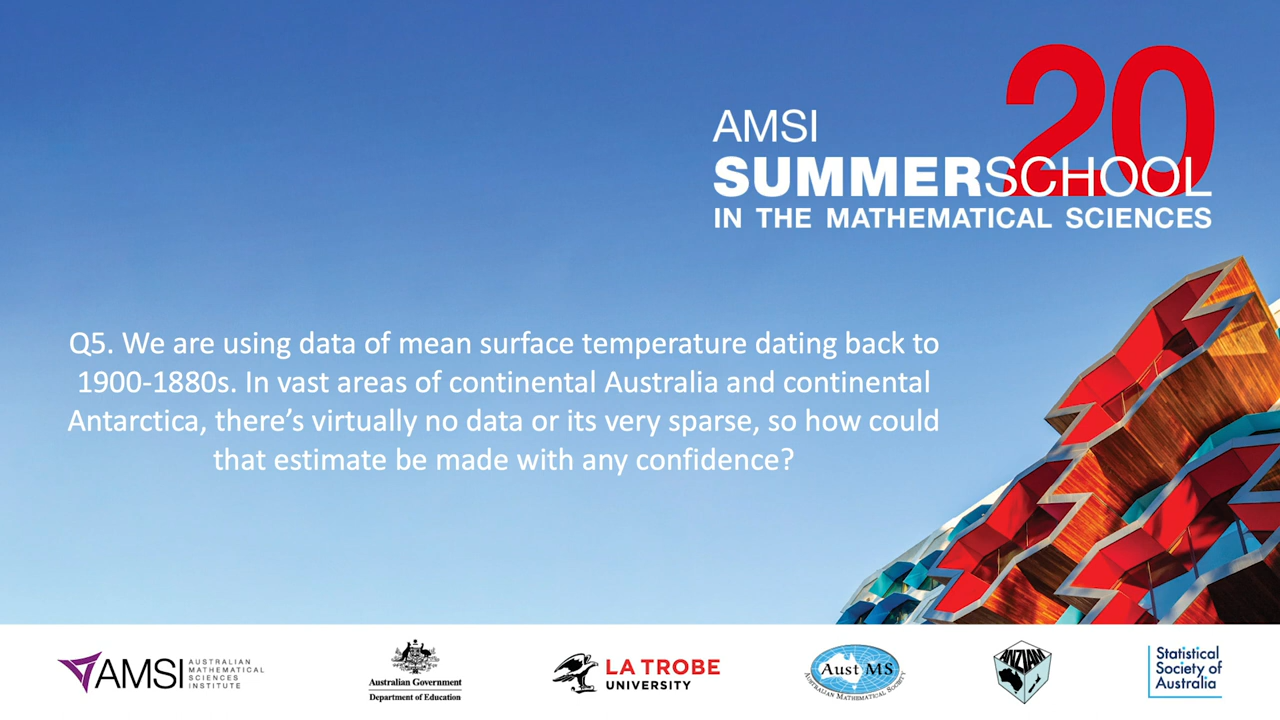 20
AMSI
SUMMERSCHOOL
IN THE MATHEMATICAL SCIENCES
Q5. We are using data of mean surface temperature dating back to
1900-1880s. In vast areas of continental Australia and continental
Antarctica, there’s virtually no data or its very sparse, so how could
that estimate be made with any confidence?
AMSI
AUSTRALIAN
MATHEMATICAL
SCIENCES
INSTITUTE
Australian Government
Department of Education
LA TROBE
UNIVERSITY
Aust MS
AUSTRALIAN MATHEMATICAL SOCIETY
ANZIAM
Statistical
Society of
Australia